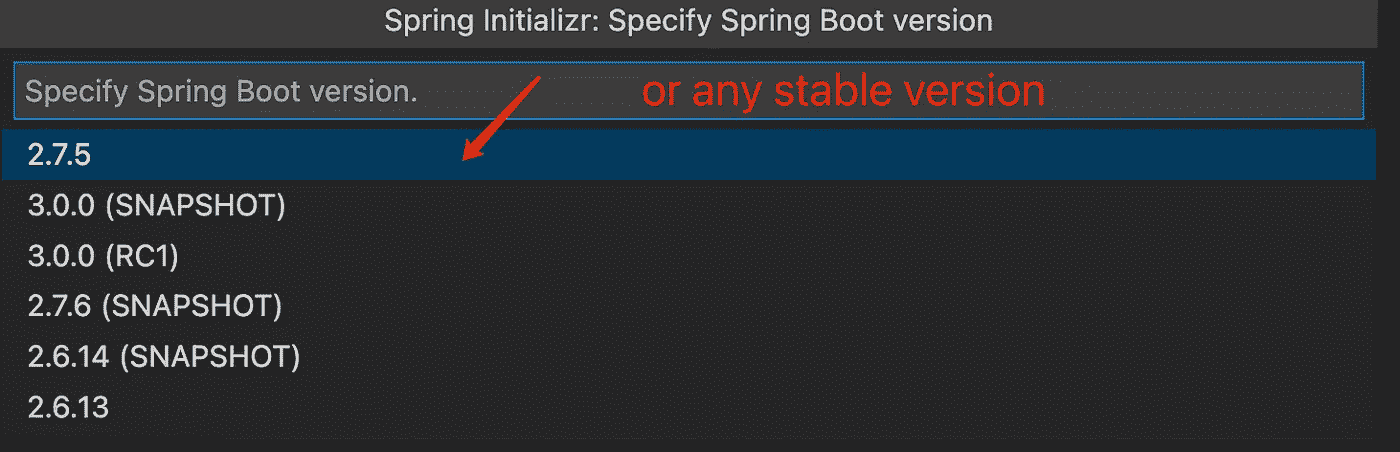 Spring Initializr: Specify Spring Boot version
Specify Spring Boot version.
or any stable version
2.7.5
3.0.0 (SNAPSHOT)
3.0.0 (RC1)
2.7.6 (SNAPSHOT)
2.6.14 (SNAPSHOT)
2.6.13